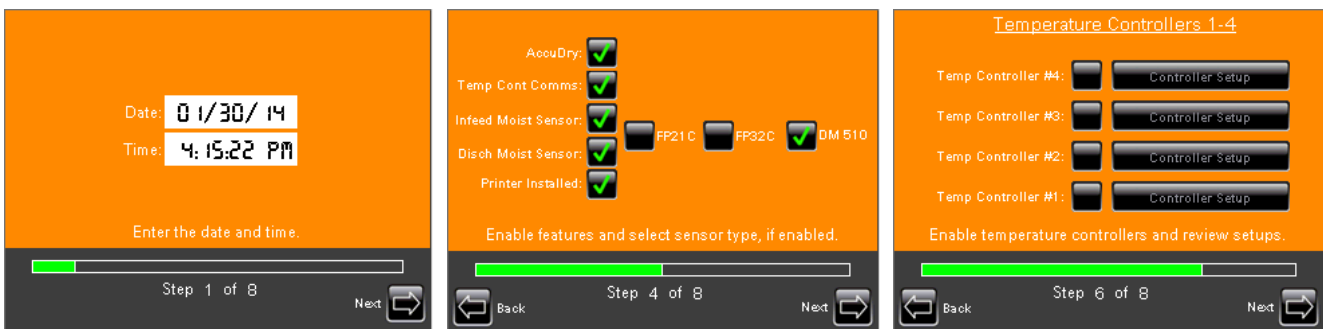 Date: 01/30/ 14
Time: 4:15:22 PM
Enter the date and time.
Step 1 of 8
Next
AccuDry:
Temp Cont Comms:
Infeed Moist Sensor:
Disch Moist Sensor:
FP21C FP32C DM 510
Printer Installed:
Enable features and select sensor type, if enabled.
Step 4 of 8
Back
Next
Temperature Controllers 1-4
Temp Controller #4: Controller Setup
Temp Controller #3: Controller Setup
Temp Controller #2: Controller Setup
Temp Controller #1: Controller Setup
Enable temperature controllers and review setups.
Step 6 of 8
Back
Next